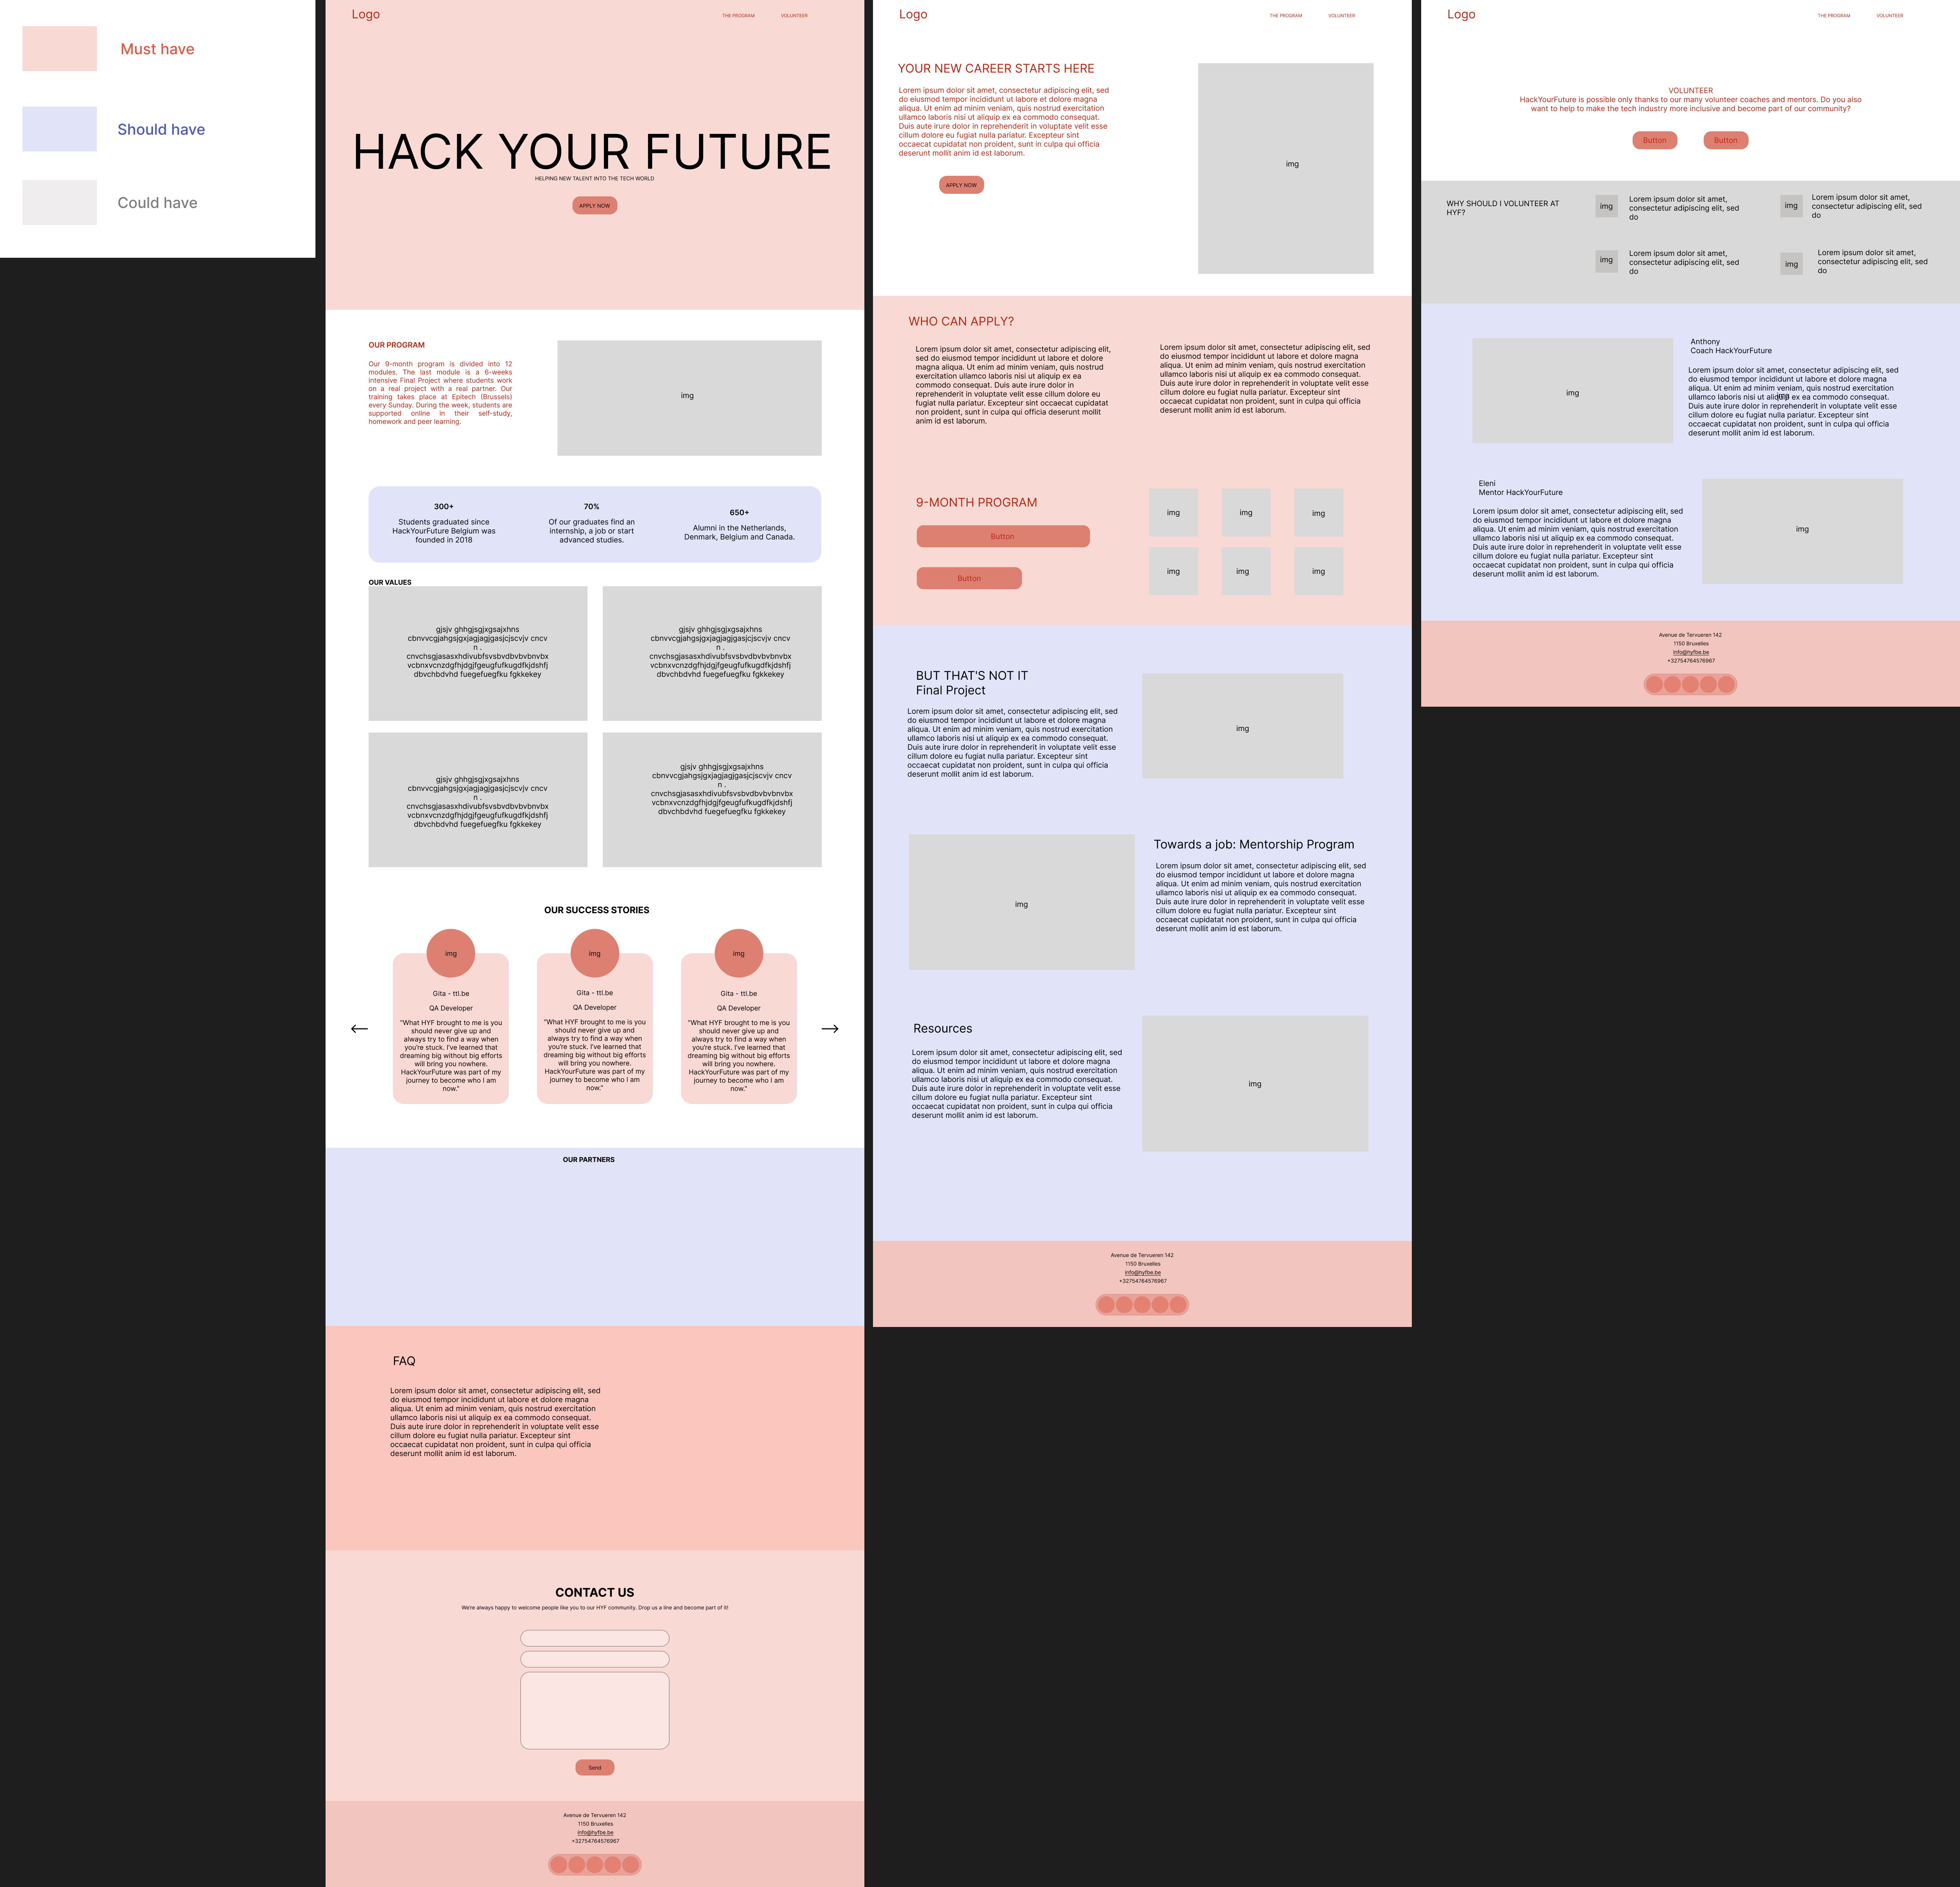 Must have
Should have
Could have
Logo
THE PROGRAM
VOLUNTEER
HACK YOUR FUTURE
HELPING NEW TALENT INTO THE TECH WORLD
APPLY NOW
OUR PROGRAM
Our 9-month program is divided into 12
modules. The last module is a 6-weeks
intensive Final Project where students work
on a real project with a real partner. Our
training takes place at Epitech (Brussels)
every Sunday. During the week, students are
supported online in their self-study,
homework and peer learning.
img
300+
Students graduated since
HackYourFuture Belgium was
founded in 2018
70%
Of our graduates find an
internship, a job or start
advanced studies.
650+
Alumni in the Netherlands,
Denmark, Belgium and Canada.
OUR VALUES
gjsjv ghhgjsgjxgsajxhns
cbnvvcgjahgsjgxjagjagjgasjcjscvjv cncv
n .
cnvchsgjasasxhdivubfsvsbvdbvbvbnvbx
vcbnxvcnzdgfhjdgjfgeugfufkugdfkjdshfj
dbvchbdvhd fuegefuegfku fgkkekey
gjsjv ghhgjsgjxgsajxhns
cbnvvcgjahgsjgxjagjagjgasjcjscvjv cncv
n .
cnvchsgjasasxhdivubfsvsbvdbvbvbnvbx
vcbnxvcnzdgfhjdgjfgeugfufkugdfkjdshfj
dbvchbdvhd fuegefuegfku fgkkekey
gjsjv ghhgjsgjxgsajxhns
cbnvvcgjahgsjgxjagjagjgasjcjscvjv cncv
n .
cnvchsgjasasxhdivubfsvsbvdbvbvbnvbx
vcbnxvcnzdgfhjdgjfgeugfufkugdfkjdshfj
dbvchbdvhd fuegefuegfku fgkkekey
gjsjv ghhgjsgjxgsajxhns
cbnvvcgjahgsjgxjagjagjgasjcjscvjv cncv
n .
cnvchsgjasasxhdivubfsvsbvdbvbvbnvbx
vcbnxvcnzdgfhjdgjfgeugfufkugdfkjdshfj
dbvchbdvhd fuegefuegfku fgkkekey
OUR SUCCESS STORIES
img
Gita - ttl.be
QA Developer
"What HYF brought to me is you
should never give up and
always try to find a way when
you're stuck. I've learned that
dreaming big without big efforts
will bring you nowhere.
HackYourFuture was part of my
journey to become who I am
now."
img
Gita - ttl.be
QA Developer
"What HYF brought to me is you
should never give up and
always try to find a way when
you're stuck. I've learned that
dreaming big without big efforts
will bring you nowhere.
HackYourFuture was part of my
journey to become who I am
now."
img
Gita - ttl.be
QA Developer
"What HYF brought to me is you
should never give up and
always try to find a way when
you're stuck. I've learned that
dreaming big without big efforts
will bring you nowhere.
HackYourFuture was part of my
journey to become who I am
now."
OUR PARTNERS
FAQ
Lorem ipsum dolor sit amet, consectetur adipiscing elit, sed
do eiusmod tempor incididunt ut labore et dolore magna
aliqua. Ut enim ad minim veniam, quis nostrud exercitation
ullamco laboris nisi ut aliquip ex ea commodo consequat.
Duis aute irure dolor in reprehenderit in voluptate velit esse
cillum dolore eu fugiat nulla pariatur. Excepteur sint
occaecat cupidatat non proident, sunt in culpa qui officia
deserunt mollit anim id est laborum.
CONTACT US
We're always happy to welcome people like you to our HYF community. Drop us a line and become part of it!
Send
Avenue de Tervueren 142
1150 Bruxelles
info@hyfbe.be
+32754764576967
Logo
THE PROGRAM
VOLUNTEER
YOUR NEW CAREER STARTS HERE
Lorem ipsum dolor sit amet, consectetur adipiscing elit, sed
do eiusmod tempor incididunt ut labore et dolore magna
aliqua. Ut enim ad minim veniam, quis nostrud exercitation
ullamco laboris nisi ut aliquip ex ea commodo consequat.
Duis aute irure dolor in reprehenderit in voluptate velit esse
cillum dolore eu fugiat nulla pariatur. Excepteur sint
occaecat cupidatat non proident, sunt in culpa qui officia
deserunt mollit anim id est laborum.
APPLY NOW
img
WHO CAN APPLY?
Lorem ipsum dolor sit amet, consectetur adipiscing elit,
sed do eiusmod tempor incididunt ut labore et dolore
magna aliqua. Ut enim ad minim veniam, quis nostrud
exercitation ullamco laboris nisi ut aliquip ex ea
commodo consequat. Duis aute irure dolor in
reprehenderit in voluptate velit esse cillum dolore eu
fugiat nulla pariatur. Excepteur sint occaecat cupidatat
non proident, sunt in culpa qui officia deserunt mollit
anim id est laborum.
Lorem ipsum dolor sit amet, consectetur adipiscing elit, sed
do eiusmod tempor incididunt ut labore et dolore magna
aliqua. Ut enim ad minim veniam, quis nostrud exercitation
ullamco laboris nisi ut aliquip ex ea commodo consequat.
Duis aute irure dolor in reprehenderit in voluptate velit esse
cillum dolore eu fugiat nulla pariatur. Excepteur sint
occaecat cupidatat non proident, sunt in culpa qui officia
deserunt mollit anim id est laborum.
9-MONTH PROGRAM
Button
Button
img
img
img
img
img
img
BUT THAT'S NOT IT
Final Project
Lorem ipsum dolor sit amet, consectetur adipiscing elit, sed
do eiusmod tempor incididunt ut labore et dolore magna
aliqua. Ut enim ad minim veniam, quis nostrud exercitation
ullamco laboris nisi ut aliquip ex ea commodo consequat.
Duis aute irure dolor in reprehenderit in voluptate velit esse
cillum dolore eu fugiat nulla pariatur. Excepteur sint
occaecat cupidatat non proident, sunt in culpa qui officia
deserunt mollit anim id est laborum.
img
img
Towards a job: Mentorship Program
Lorem ipsum dolor sit amet, consectetur adipiscing elit, sed
do eiusmod tempor incididunt ut labore et dolore magna
aliqua. Ut enim ad minim veniam, quis nostrud exercitation
ullamco laboris nisi ut aliquip ex ea commodo consequat.
Duis aute irure dolor in reprehenderit in voluptate velit esse
cillum dolore eu fugiat nulla pariatur. Excepteur sint
occaecat cupidatat non proident, sunt in culpa qui officia
deserunt mollit anim id est laborum.
Resources
Lorem ipsum dolor sit amet, consectetur adipiscing elit, sed
do eiusmod tempor incididunt ut labore et dolore magna
aliqua. Ut enim ad minim veniam, quis nostrud exercitation
ullamco laboris nisi ut aliquip ex ea commodo consequat.
Duis aute irure dolor in reprehenderit in voluptate velit esse
cillum dolore eu fugiat nulla pariatur. Excepteur sint
occaecat cupidatat non proident, sunt in culpa qui officia
deserunt mollit anim id est laborum.
img
Avenue de Tervueren 142
1150 Bruxelles
info@hyfbe.be
+32754764576967
Logo
THE PROGRAM
VOLUNTEER
VOLUNTEER
HackYourFuture is possible only thanks to our many volunteer coaches and mentors. Do you also
want to help to make the tech industry more inclusive and become part of our community?
Button
Button
WHY SHOULD I VOLUNTEER AT
HYF?
img
Lorem ipsum dolor sit amet,
consectetur adipiscing elit, sed
do
img
Lorem ipsum dolor sit amet,
consectetur adipiscing elit, sed
do
img
Lorem ipsum dolor sit amet,
consectetur adipiscing elit, sed
do
img
Lorem ipsum dolor sit amet,
consectetur adipiscing elit, sed
do
img
Anthony
Coach HackYourFuture
Lorem ipsum dolor sit amet, consectetur adipiscing elit, sed
do eiusmod tempor incididunt ut labore et dolore magna
aliqua. Ut enim ad minim veniam, quis nostrud exercitation
ullamco laboris nisi ut aliquip ex ea commodo consequat.
img
Duis aute irure dolor in reprehenderit in voluptate velit esse
cillum dolore eu fugiat nulla pariatur. Excepteur sint
occaecat cupidatat non proident, sunt in culpa qui officia
deserunt mollit anim id est laborum.
Eleni
Mentor HackYourFuture
Lorem ipsum dolor sit amet, consectetur adipiscing elit, sed
do eiusmod tempor incididunt ut labore et dolore magna
aliqua. Ut enim ad minim veniam, quis nostrud exercitation
ullamco laboris nisi ut aliquip ex ea commodo consequat.
Duis aute irure dolor in reprehenderit in voluptate velit esse
cillum dolore eu fugiat nulla pariatur. Excepteur sint
occaecat cupidatat non proident, sunt in culpa qui officia
deserunt mollit anim id est laborum.
img
Avenue de Tervueren 142
1150 Bruxelles
info@hyfbe.be
+32754764576967